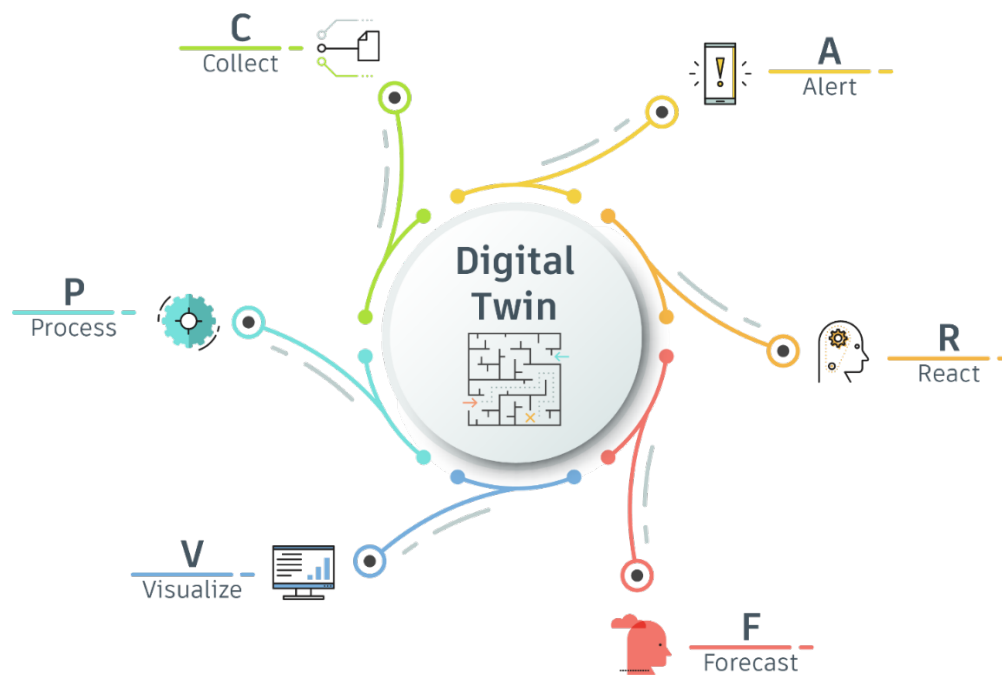 C
Collect
A
Alert
Digital
Twin
P
Process
R
React
V
Visualize
F
Forecast